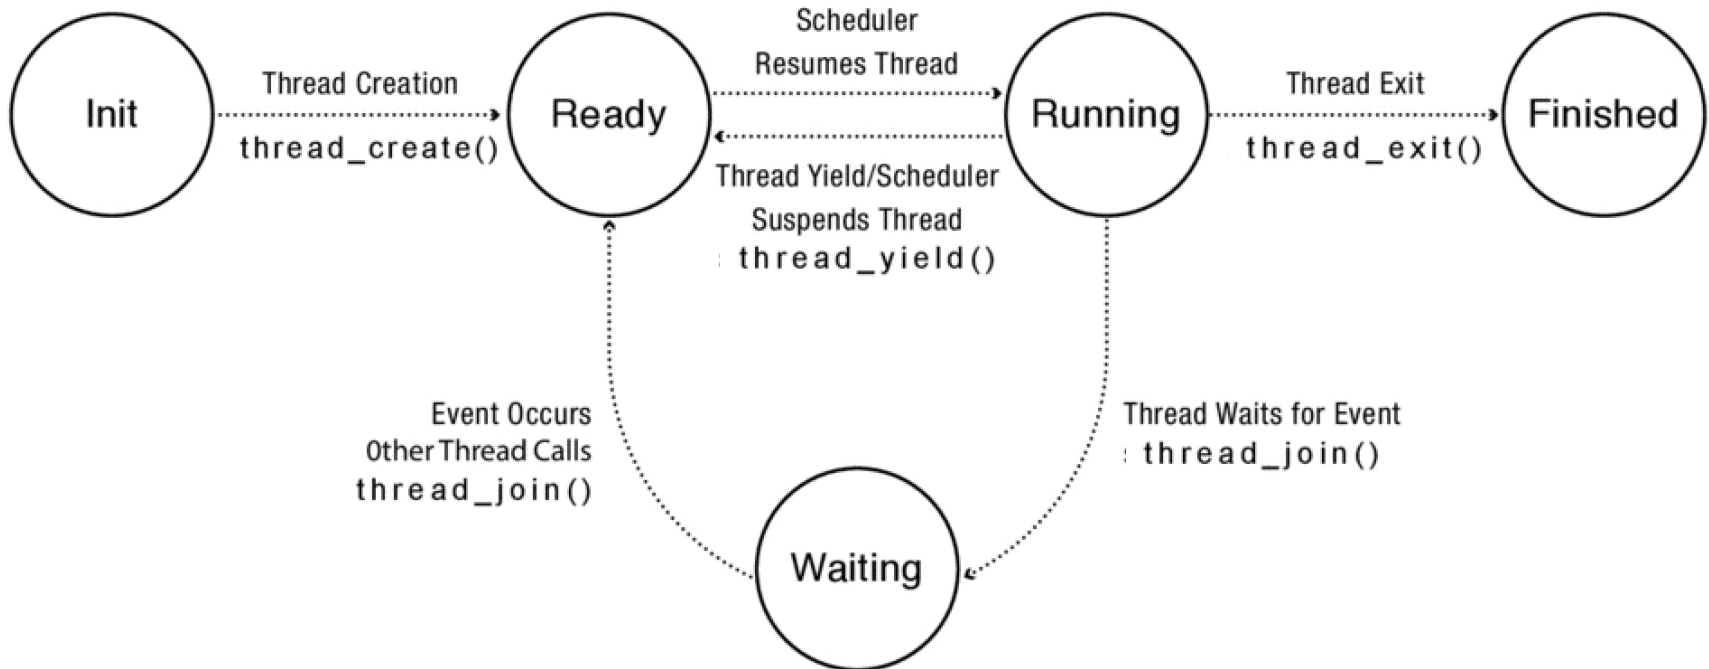 Init
Thread Creation
thread_create()
Ready
Scheduler
Resumes Thread
Thread Yield/Scheduler
Suspends Thread
: thread_yield()
Running
Thread Exit
thread_exit()
Finished
Event Occurs
Other Thread Calls
thread_join()
Thread Waits for Event
: thread_join()
Waiting